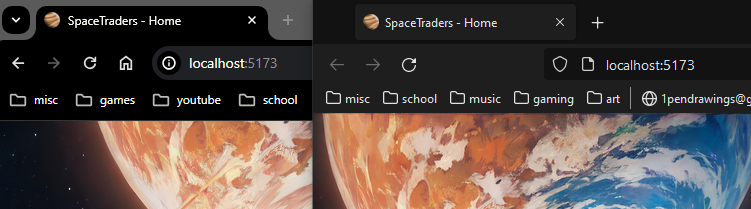 SpaceTraders - Home
localhost:5173
misc games youtube school
SpaceTraders - Home
localhost:5173
misc school music gaming art 1pendrawings@g